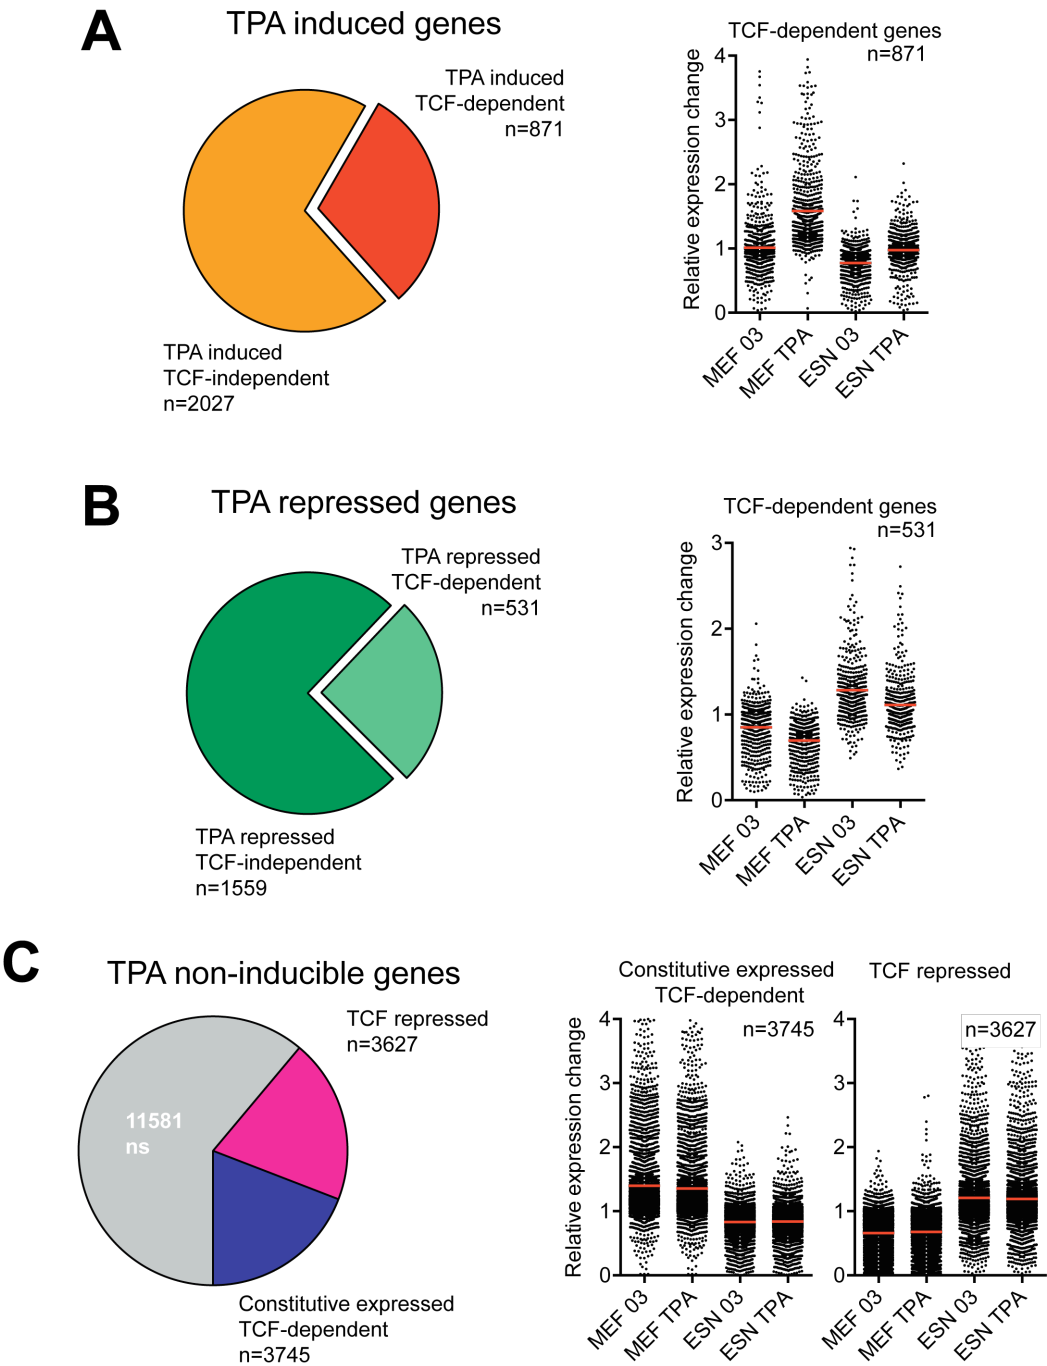 A
TPA induced genes
TPA induced
TCF-dependent
n=871
TPA induced
TCF-independent
n=2027
TCF-dependent genes
n=871
Relative expression change
4
3
2
1
0
MEF 03
MEF TPA
ESN 03
ESN TPA
B
TPA repressed genes
TPA repressed
TCF-dependent
n=531
TPA repressed
TCF-independent
n=1559
TCF-dependent genes
n=531
Relative expression change
3
2
1
0
MEF 03
MEF TPA
ESN 03
ESN TPA
C
TPA non-inducible genes
TCF repressed
n=3627
11581
ns
Constitutive expressed
TCF-dependent
n=3745
Constitutive expressed
TCF-dependent
n=3745
Relative expression change
4
3
2
1
0
MEF 03
MEF TPA
ESN 03
ESN TPA
TCF repressed
n=3627
4
3
2
1
0
MEF 03
MEF TPA
ESN 03
ESN TPA